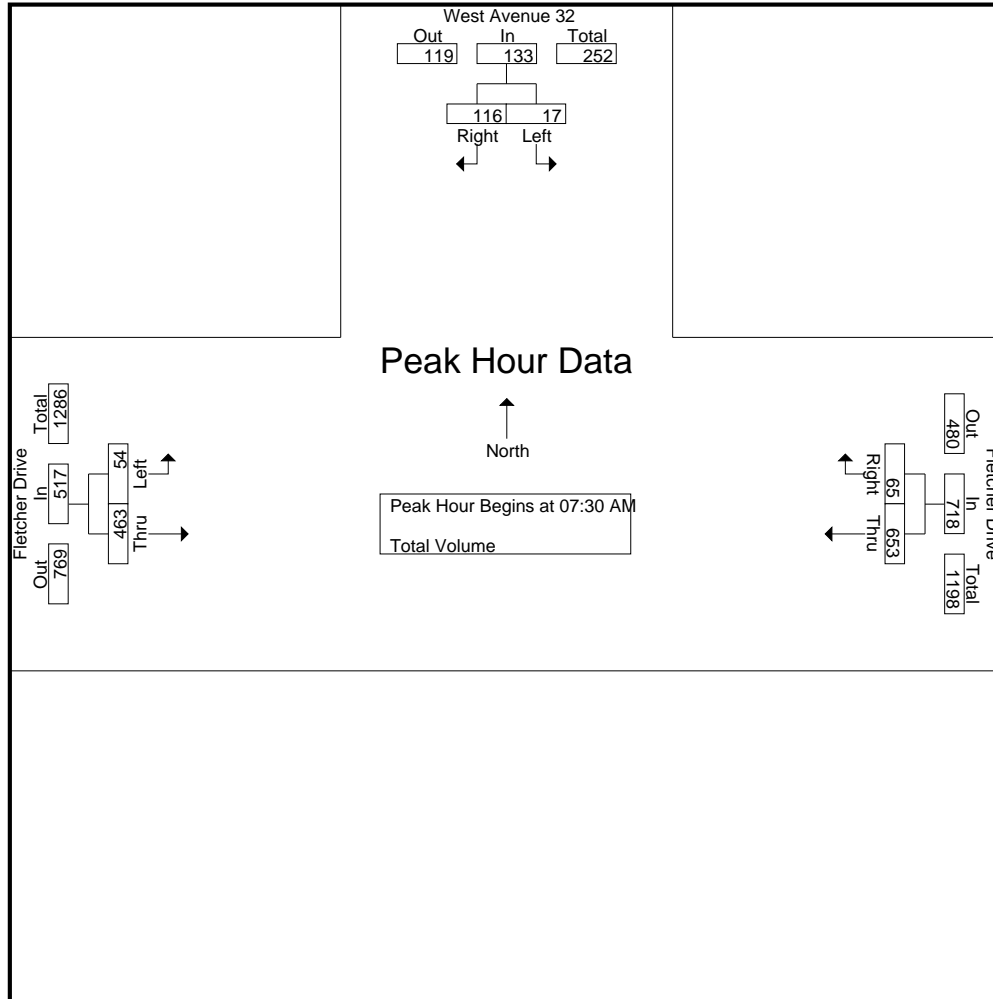 West Avenue 32
Out In Total
119 133 252
116 17
Right Left
Peak Hour Data
North
Peak Hour Begins at 07:30 AM
Total Volume
Fletcher Drive
Total In Out
1286 517 769
54 463
Left Thru
Fletcher Drive
Out In Total
480 718 1198
65 653
Right Thru